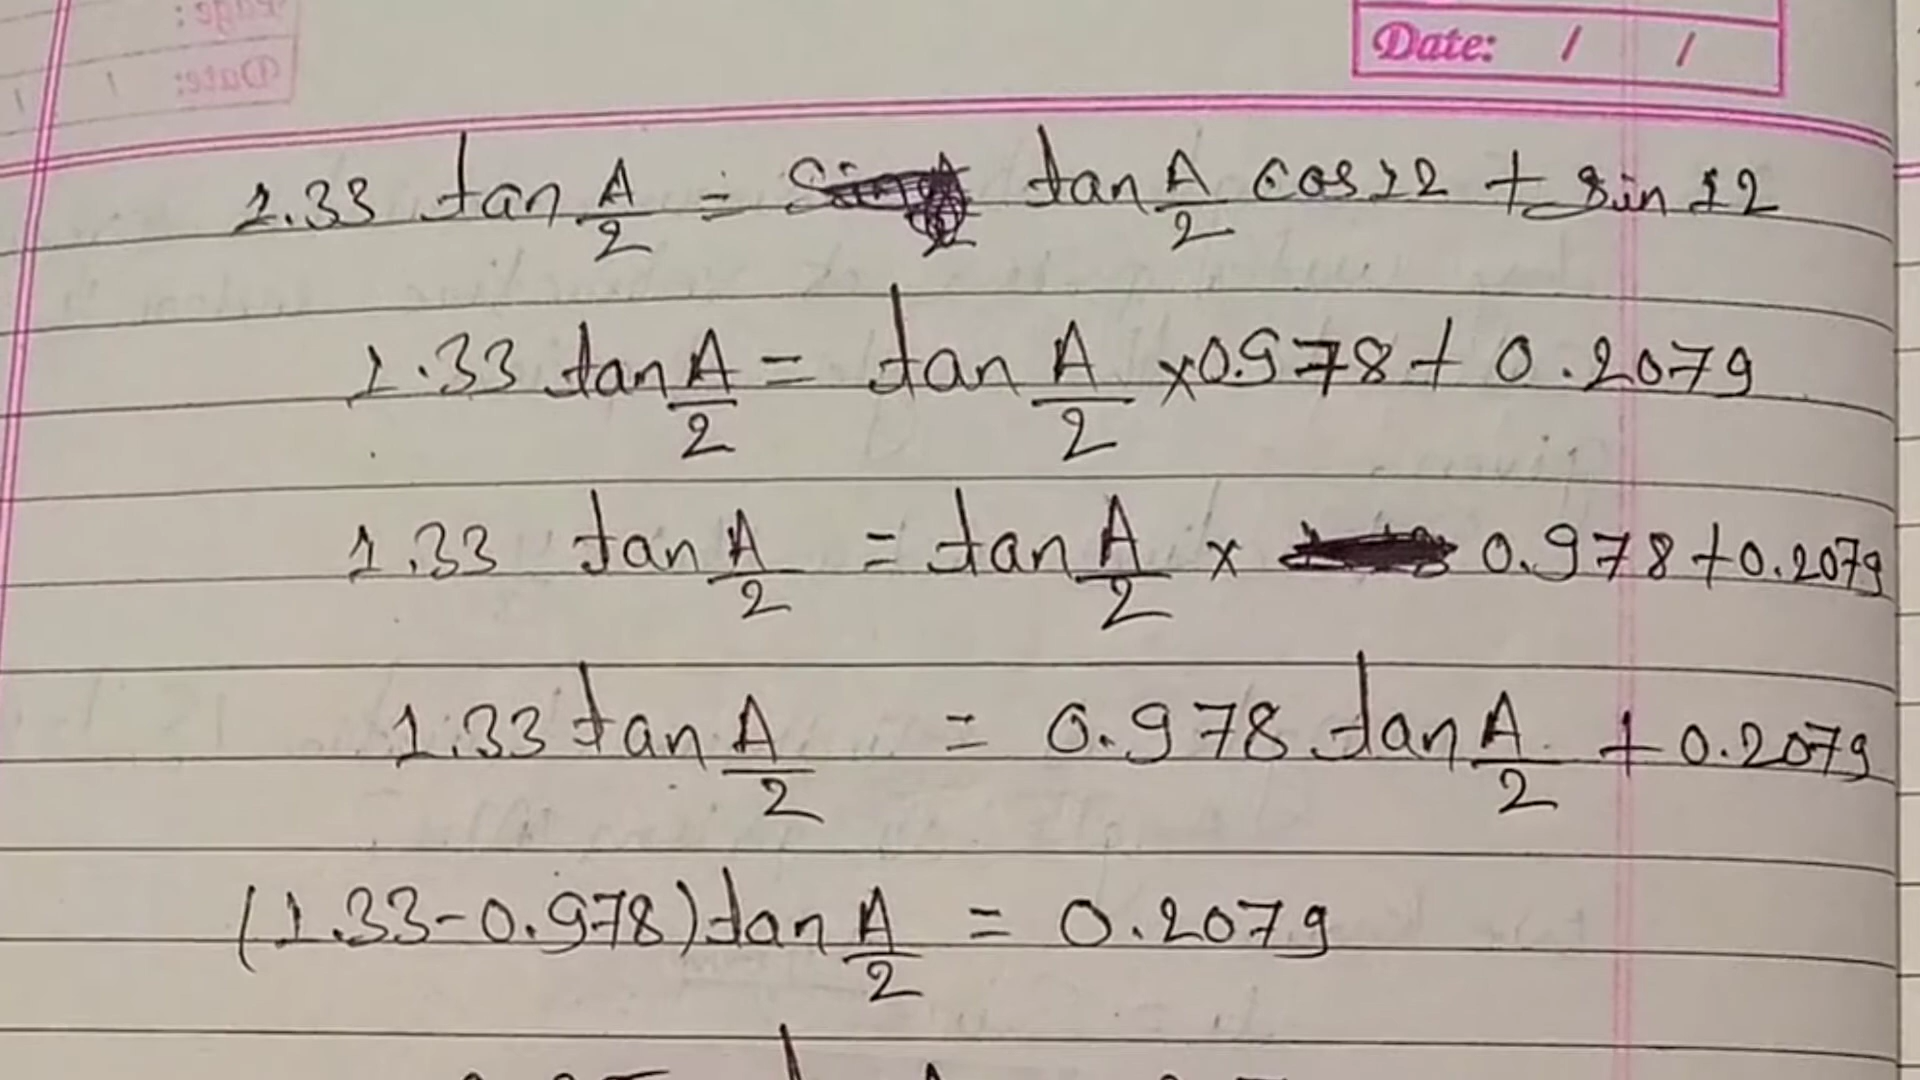 Date: / /
1.33 tan A/2 = tan A/2 cos 12 + sin 12
1.33 tan A/2 = tan A/2 × 0.978 + 0.2079
1.33 tan A/2 = tan A/2 × 0.978 + 0.2079
1.33 tan A/2 = 0.978 tan A/2 + 0.2079
(1.33 - 0.978) tan A/2 = 0.2079